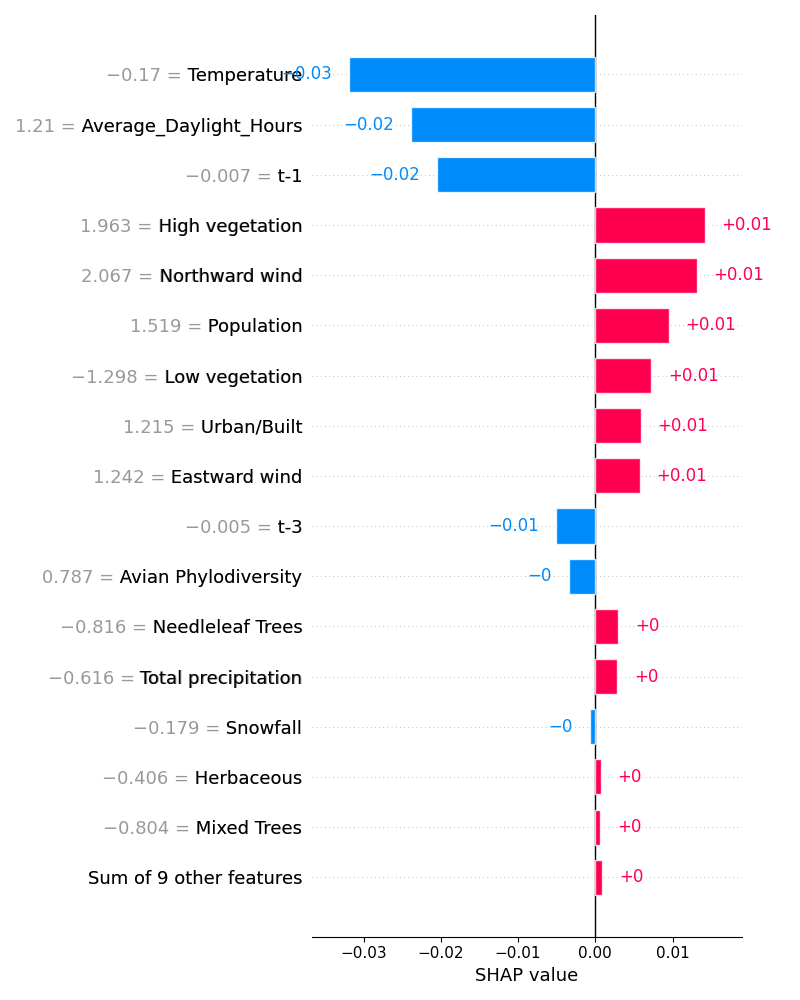 −0.17 = Temperature −0.03
1.21 = Average_Daylight_Hours −0.02
−0.007 = t-1 −0.02
1.963 = High vegetation +0.01
2.067 = Northward wind +0.01
1.519 = Population +0.01
−1.298 = Low vegetation +0.01
1.215 = Urban/Built +0.01
1.242 = Eastward wind +0.01
−0.005 = t-3 −0.01
0.787 = Avian Phylodiversity −0
−0.816 = Needleleaf Trees +0
−0.616 = Total precipitation +0
−0.179 = Snowfall −0
−0.406 = Herbaceous +0
−0.804 = Mixed Trees +0
Sum of 9 other features +0
−0.03 −0.02 −0.01 0.00 0.01
SHAP value